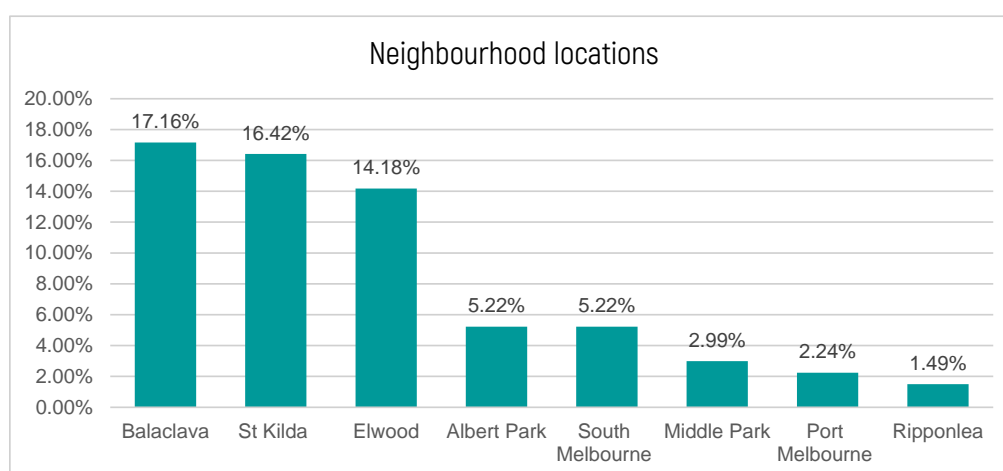 Neighbourhood locations
20.00%
18.00%
16.00%
14.00%
12.00%
10.00%
8.00%
6.00%
4.00%
2.00%
0.00%
17.16%
16.42%
14.18%
5.22%
5.22%
2.99%
2.24%
1.49%
Balaclava
St Kilda
Elwood
Albert Park
South
Melbourne
Middle Park
Port
Melbourne
Ripponlea